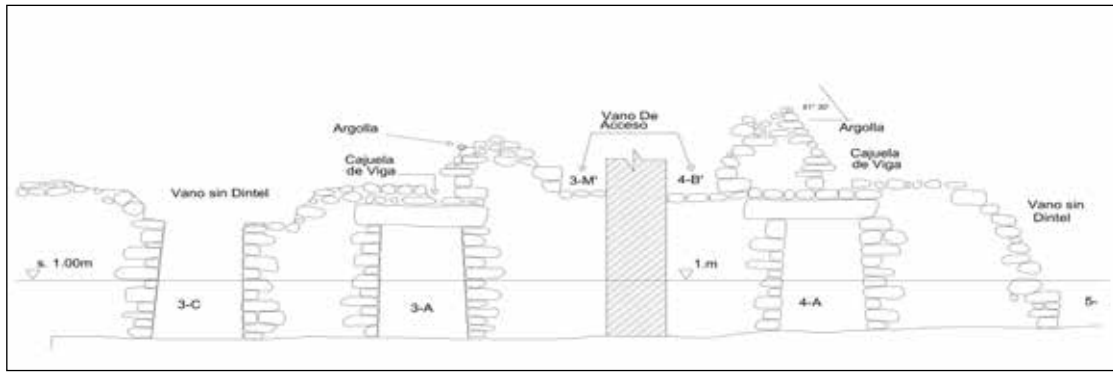 Argolla
Vano De
Acceso
Argolla
Cajuela
de Viga
Cajuela
de Viga
Vano sin Dintel
3-M'
4-B'
Vano sin
Dintel
s. 1.00m
1.m
3-C
3-A
4-A
5-